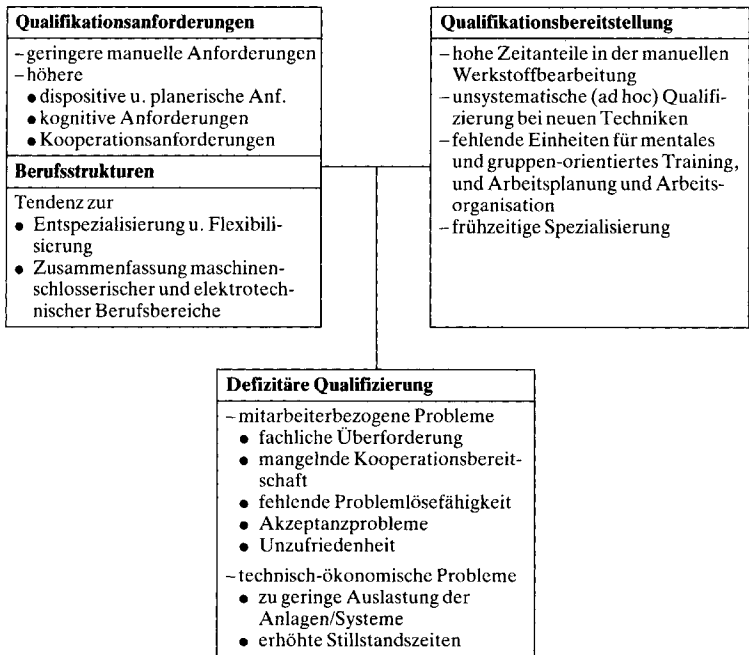 Qualifikationsanforderungen
– geringere manuelle Anforderungen
– höhere
● dispositive u. planerische Anf.
● kognitive Anforderungen
● Kooperationsanforderungen
Berufsstrukturen
Tendenz zur
● Entspezialisierung u. Flexibili-
sierung
● Zusammenfassung maschinen-
schlosserischer und elektrotech-
nischer Berufsbereiche
Qualifikationsbereitstellung
– hohe Zeitanteile in der manuellen
Werkstoffbearbeitung
– unsystematische (ad hoc) Qualifi-
zierung bei neuen Techniken
– fehlende Einheiten für mentales
und gruppen-orientiertes Training,
und Arbeitsplanung und Arbeits-
organisation
– frühzeitige Spezialisierung
Defizitäre Qualifizierung
– mitarbeiterbezogene Probleme
● fachliche Überforderung
● mangelnde Kooperationsbereit-
schaft
● fehlende Problemlösefähigkeit
● Akzeptanzprobleme
● Unzufriedenheit
– technisch-ökonomische Probleme
● zu geringe Auslastung der
Anlagen/Systeme
● erhöhte Stillstandszeiten